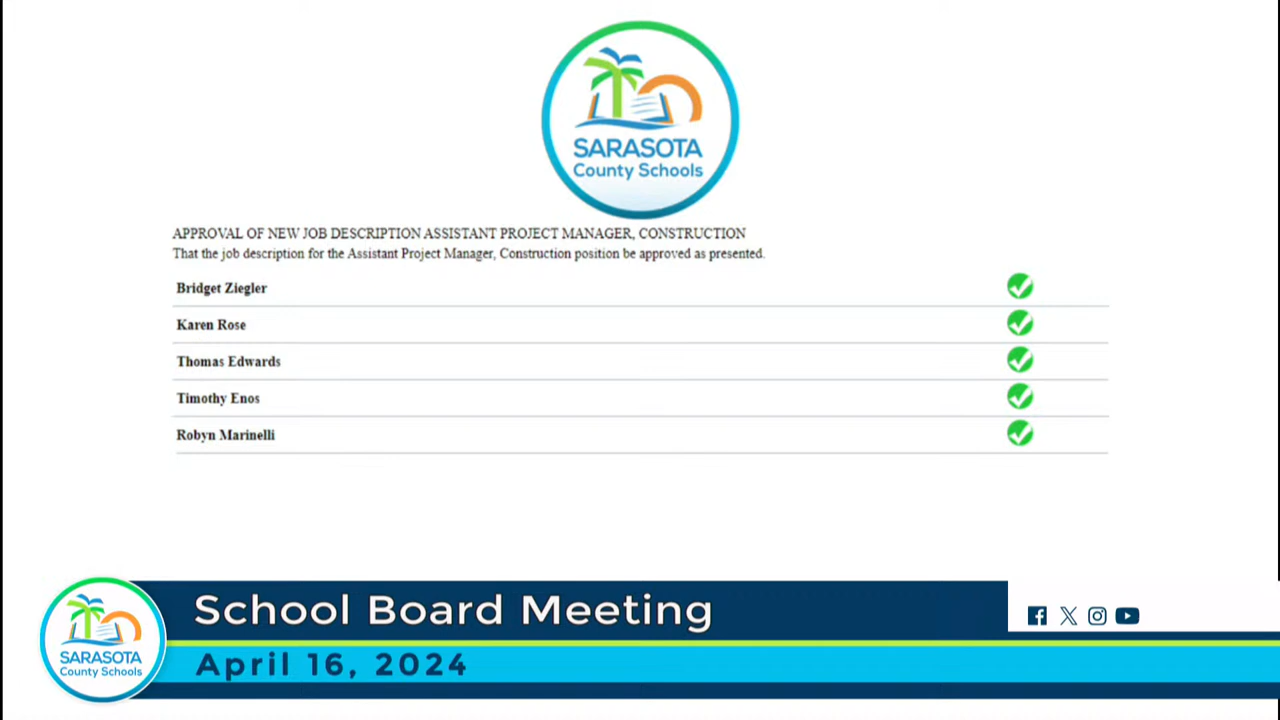 SARASOTA
County Schools
APPROVAL OF NEW JOB DESCRIPTION ASSISTANT PROJECT MANAGER, CONSTRUCTION
That the job description for the Assistant Project Manager, Construction position be approved as presented.
Bridget Ziegler
Karen Rose
Thomas Edwards
Timothy Enos
Robyn Marinelli
School Board Meeting
SARASOTA
County Schools
April 16, 2024